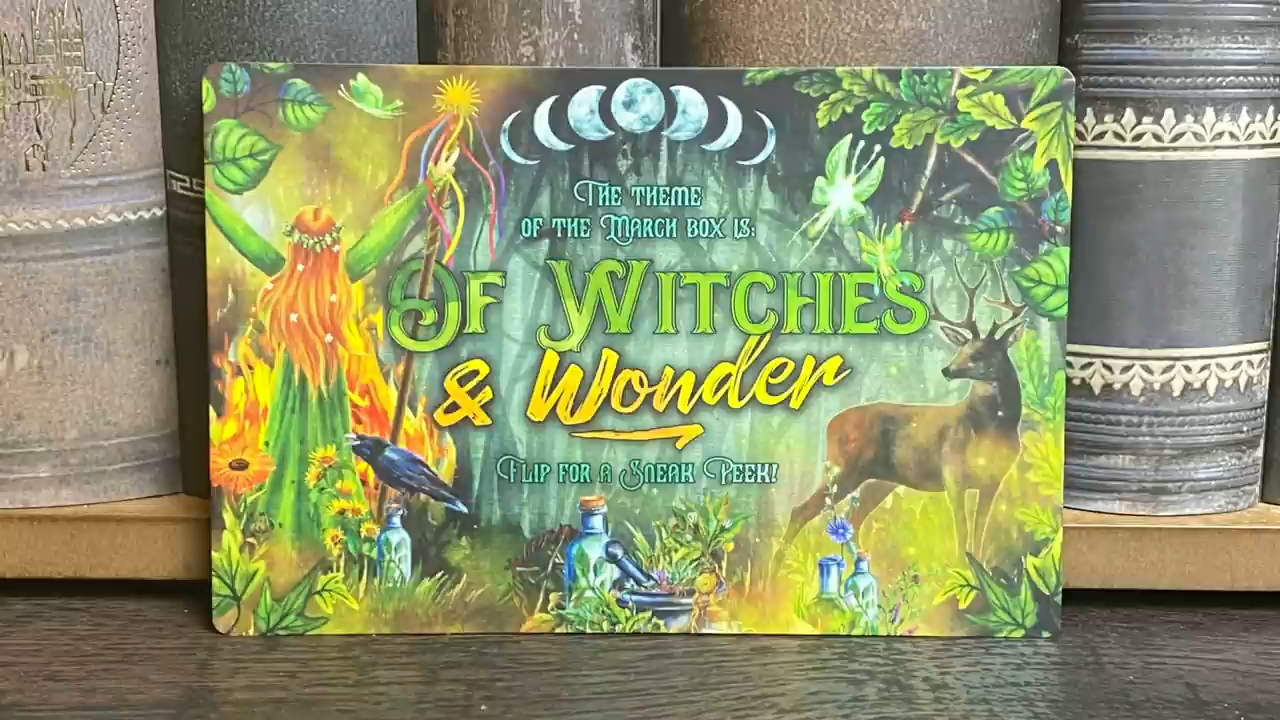 The theme
of the March box is:
Of Witches
& Wonder
Flip for a Sneak Peek!